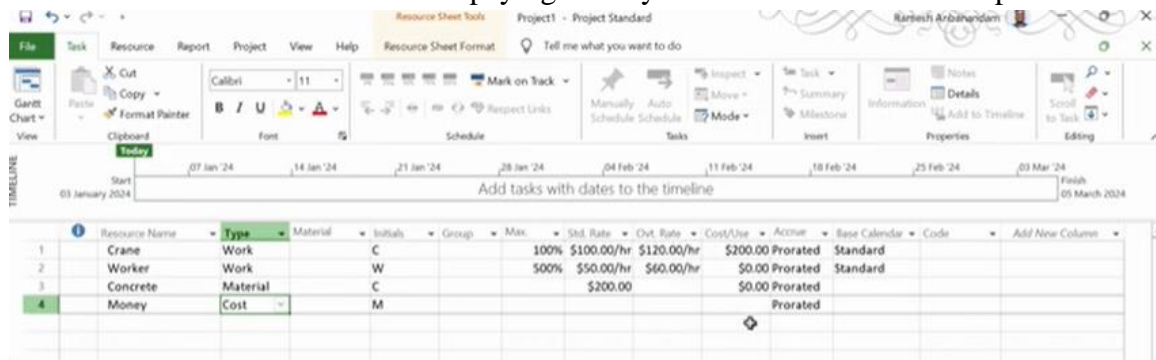 Resource Sheet Tools Project1 - Project Standard Ramesh Anbanandam
File Task Resource Report Project View Help Resource Sheet Format Tell me what you want to do
Cut
Copy
Format Painter
Paste
Gantt Chart
Calibri 11
B I U A
Mark on Track
Respect Links
Manually Schedule
Auto Schedule
Inspect
Move
Mode
Task
Summary
Milestone
Information
Notes
Details
Add to Timeline
Scroll to Task
View Clipboard Font Schedule Tasks Insert Properties Editing
Today
07 Jan '24 14 Jan '24 21 Jan '24 28 Jan '24 04 Feb '24 11 Feb '24 18 Feb '24 25 Feb '24 03 Mar '24
TIMELINE
Start
03 January 2024
Add tasks with dates to the timeline
Finish
05 March 2024
Resource Name Type Material Initials Group Max. Std. Rate Ovt. Rate Cost/Use Accrue Base Calendar Code Add New Column
1 Crane Work C 100% $100.00/hr $120.00/hr $200.00 Prorated Standard
2 Worker Work W 500% $50.00/hr $60.00/hr $0.00 Prorated Standard
3 Concrete Material C $200.00 $0.00 Prorated
4 Money Cost M Prorated